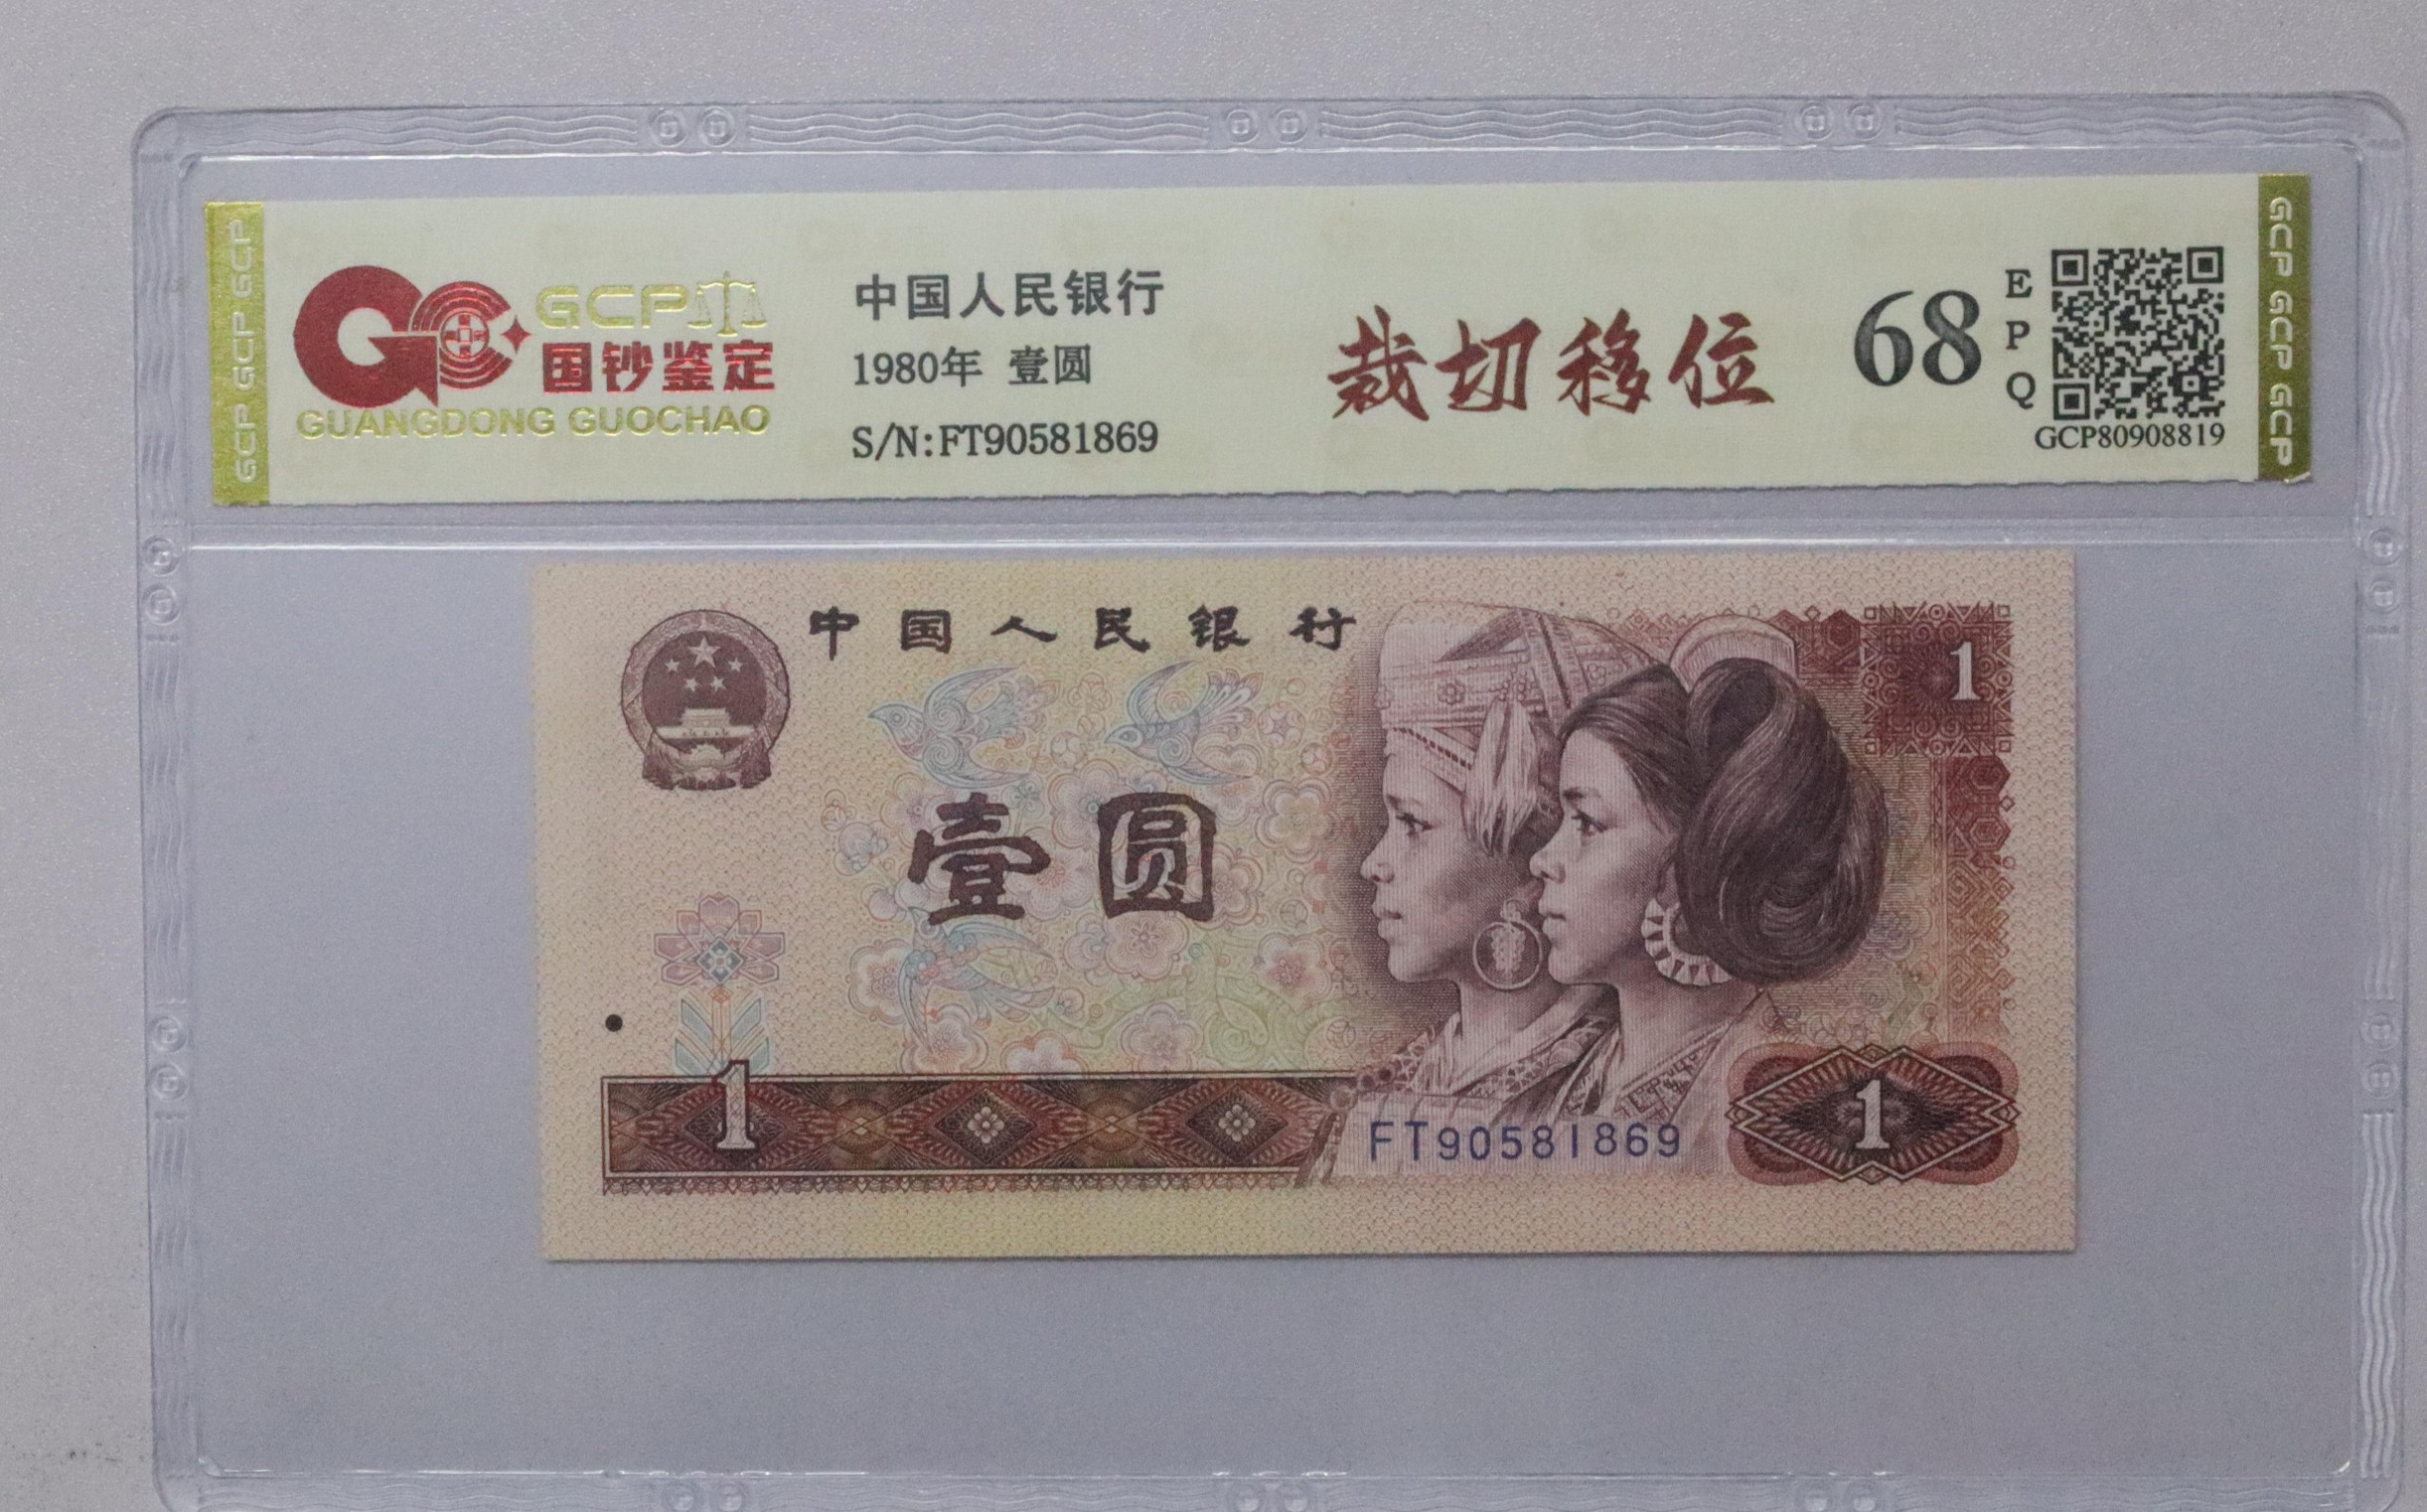 GCP GCP GCP
GCP
国钞鉴定
GUANGDONG GUOCHAO
中国人民银行
1980年 壹圆
S/N:FT90581869
裁切移位
68
E
P
Q
GCP80908819
GCP GCP GCP
中国人民银行
1
壹圆
1
FT90581869
1